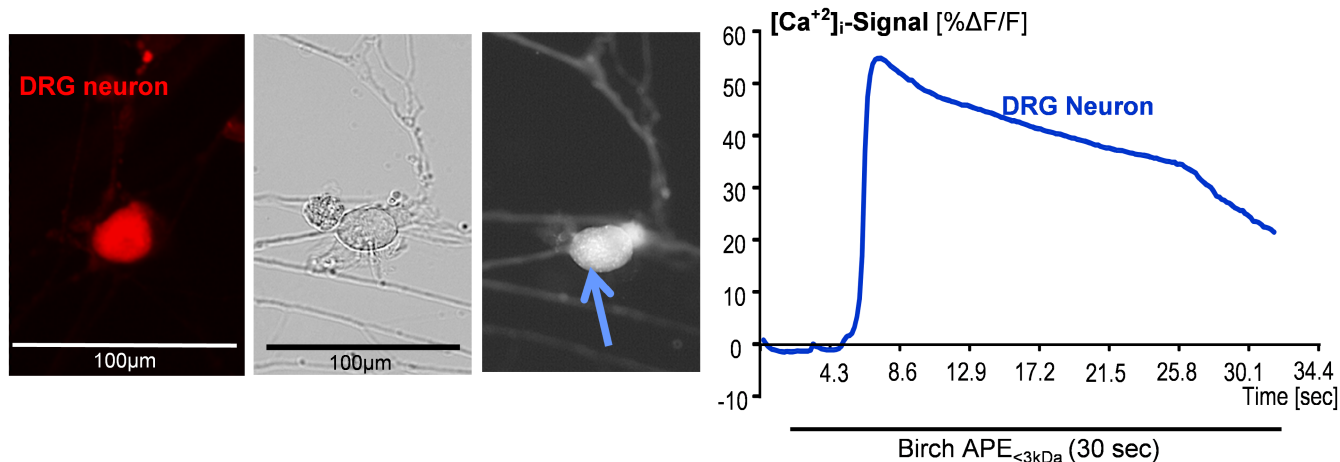 DRG neuron
100µm
100µm
[Ca⁺²]ᵢ-Signal [%ΔF/F]
60
50
40
30
20
10
0
-10
DRG Neuron
4.3 8.6 12.9 17.2 21.5 25.8 30.1 34.4
Time [sec]
Birch APE<3kDa (30 sec)